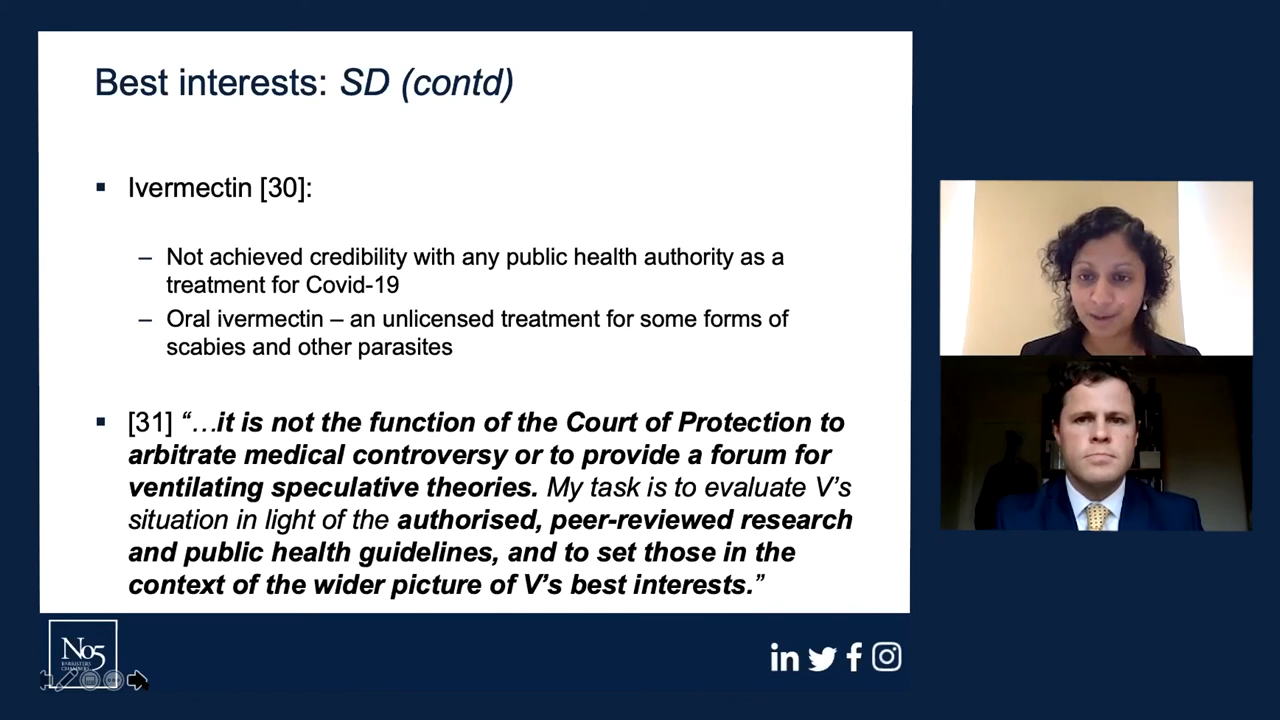 Best interests: SD (contd)
▪ Ivermectin [30]:
– Not achieved credibility with any public health authority as a
treatment for Covid-19
– Oral ivermectin – an unlicensed treatment for some forms of
scabies and other parasites
▪ [31] “…it is not the function of the Court of Protection to
arbitrate medical controversy or to provide a forum for
ventilating speculative theories. My task is to evaluate V’s
situation in light of the authorised, peer-reviewed research
and public health guidelines, and to set those in the
context of the wider picture of V’s best interests.”
No5
BARRISTERS
CHAMBERS
in
f